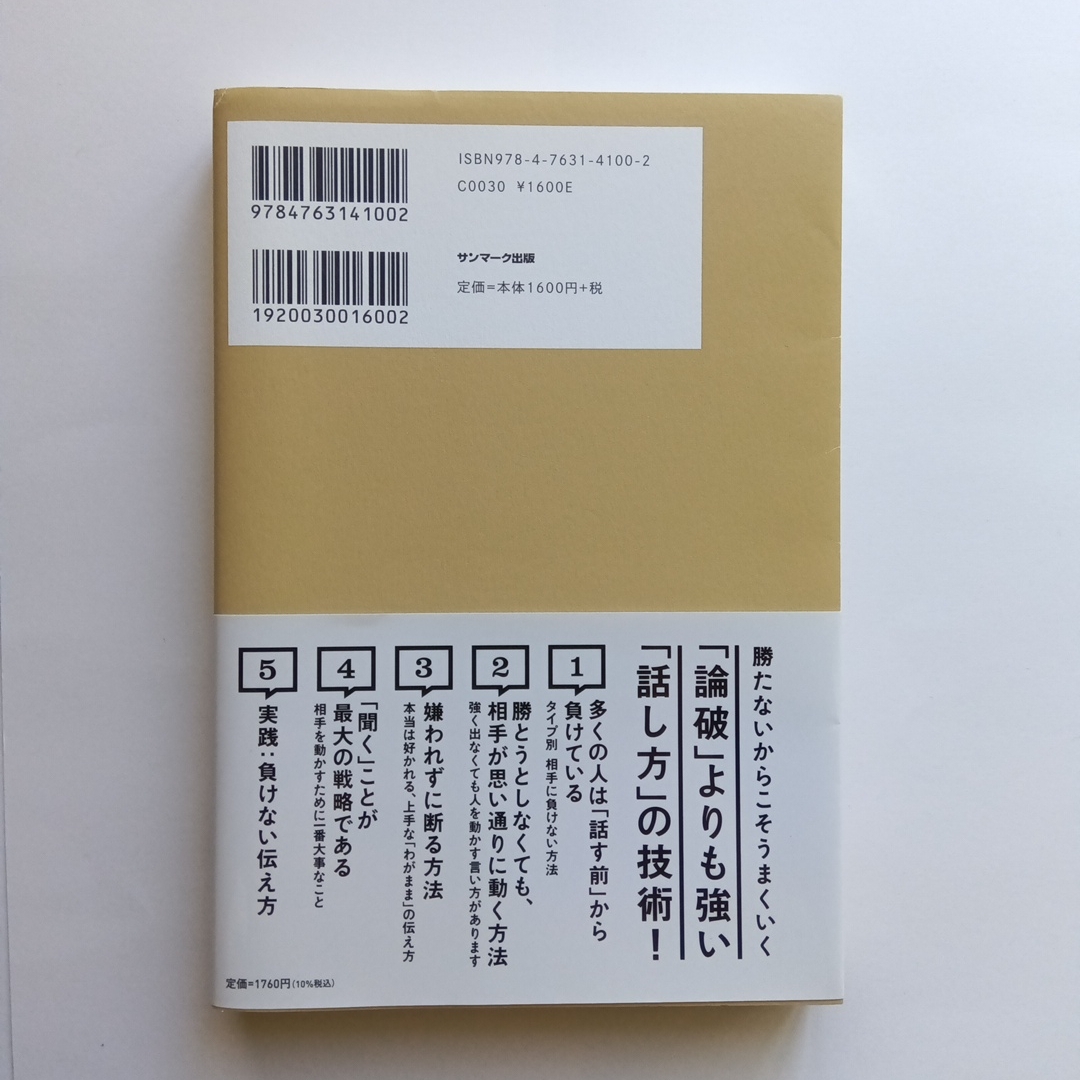 ISBN978-4-7631-4100-2
C0030 ¥1600E
9784763141002
サンマーク出版
定価=本体1600円+税
1920030016002
勝たないからこそうまくいく
「論破」よりも強い
「話し方」の技術！
1
多くの人は「話す前」から
負けている
タイプ別 相手に負けない方法
2
勝とうとしなくても、
相手が思い通りに動く方法
強く出なくても人を動かす言い方があります
3
嫌われずに断る方法
本当は好かれる、上手な「わがまま」の伝え方
4
「聞く」ことが
最大の戦略である
相手を動かすために一番大事なこと
5
実践:負けない伝え方
定価=1760円(10%税込)